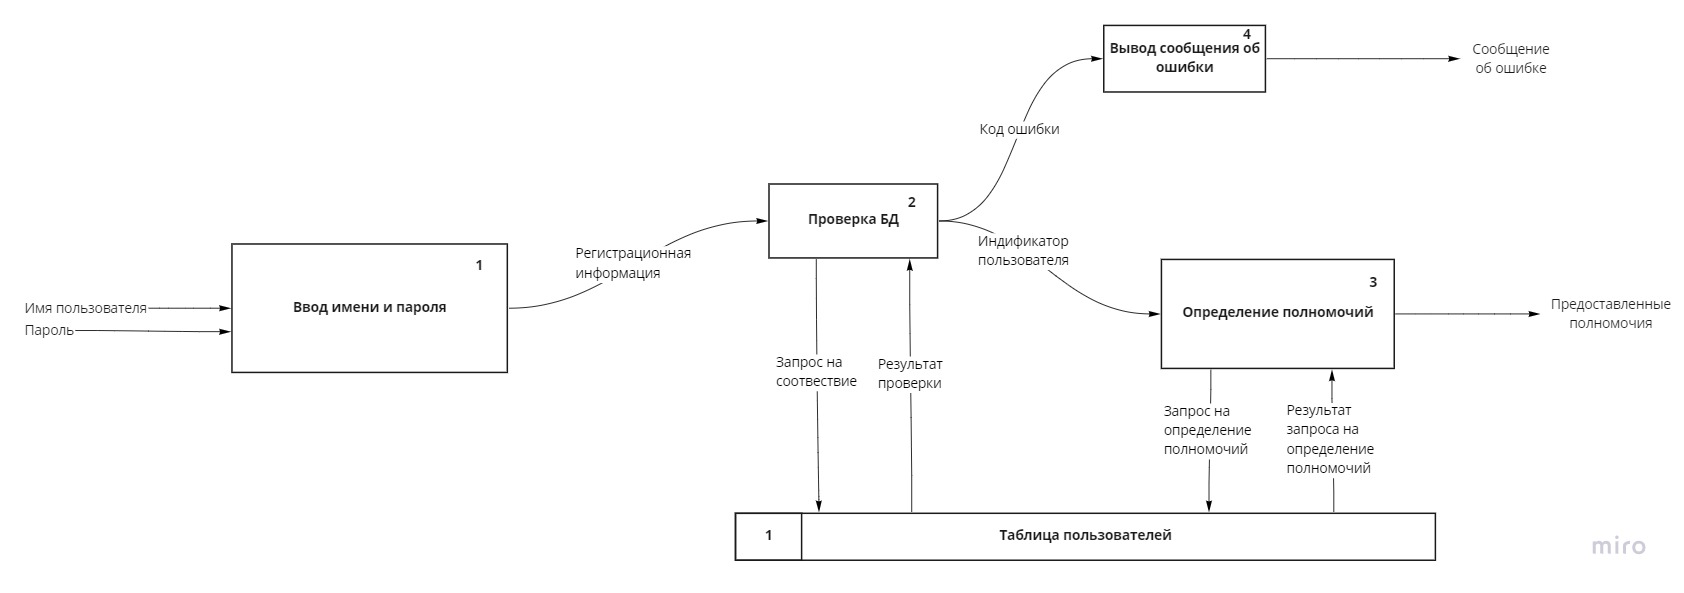 4
Вывод сообщения об
ошибки
Сообщение
об ошибке
Код ошибки
2
Проверка БД
Индификатор
пользователя
Регистрационная
информация
1
Ввод имени и пароля
Имя пользователя
Пароль
3
Определение полномочий
Предоставленные
полномочия
Запрос на
соотвествие
Результат
проверки
Запрос на
определение
полномочий
Результат
запроса на
определение
полномочий
1
Таблица пользователей
miro